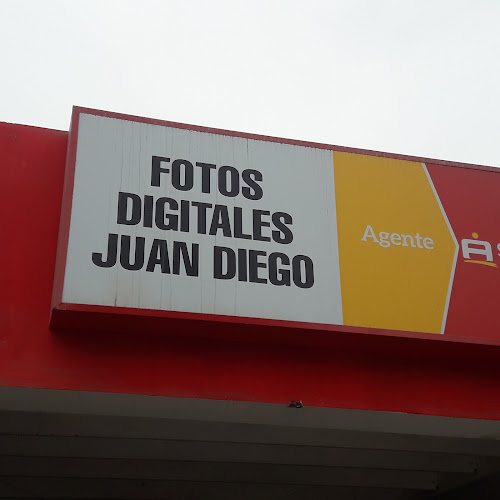 FOTOS
DIGITALES
JUAN DIEGO
Agente